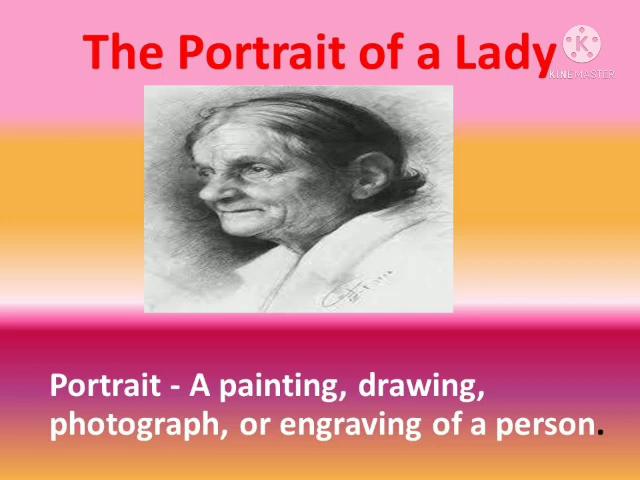 The Portrait of a Lady
K
KINEMASTER
Portrait - A painting, drawing,
photograph, or engraving of a person.